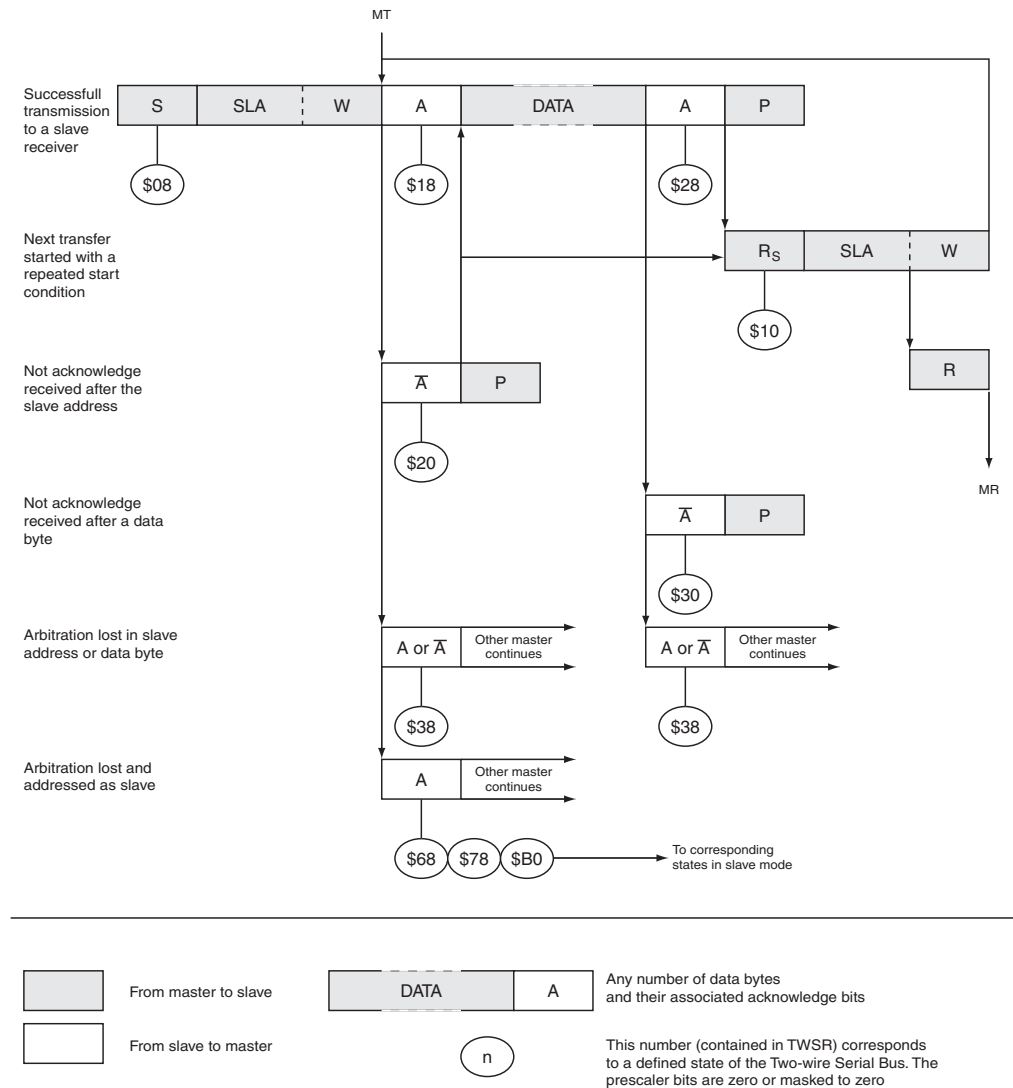 MT
Successfull
transmission
to a slave
receiver
S SLA W A DATA A P
$08 $18 $28
Next transfer
started with a
repeated start
condition
RS SLA W
$10
Not acknowledge
received after the
slave address
A̅ P
R
$20
MR
Not acknowledge
received after a data
byte
A̅ P
$30
Arbitration lost in slave
address or data byte
A or A̅
Other master
continues
A or A̅
Other master
continues
$38 $38
Arbitration lost and
addressed as slave
A
Other master
continues
$68 $78 $B0
To corresponding
states in slave mode
From master to slave
DATA A
Any number of data bytes
and their associated acknowledge bits
From slave to master
n
This number (contained in TWSR) corresponds
to a defined state of the Two-wire Serial Bus. The
prescaler bits are zero or masked to zero